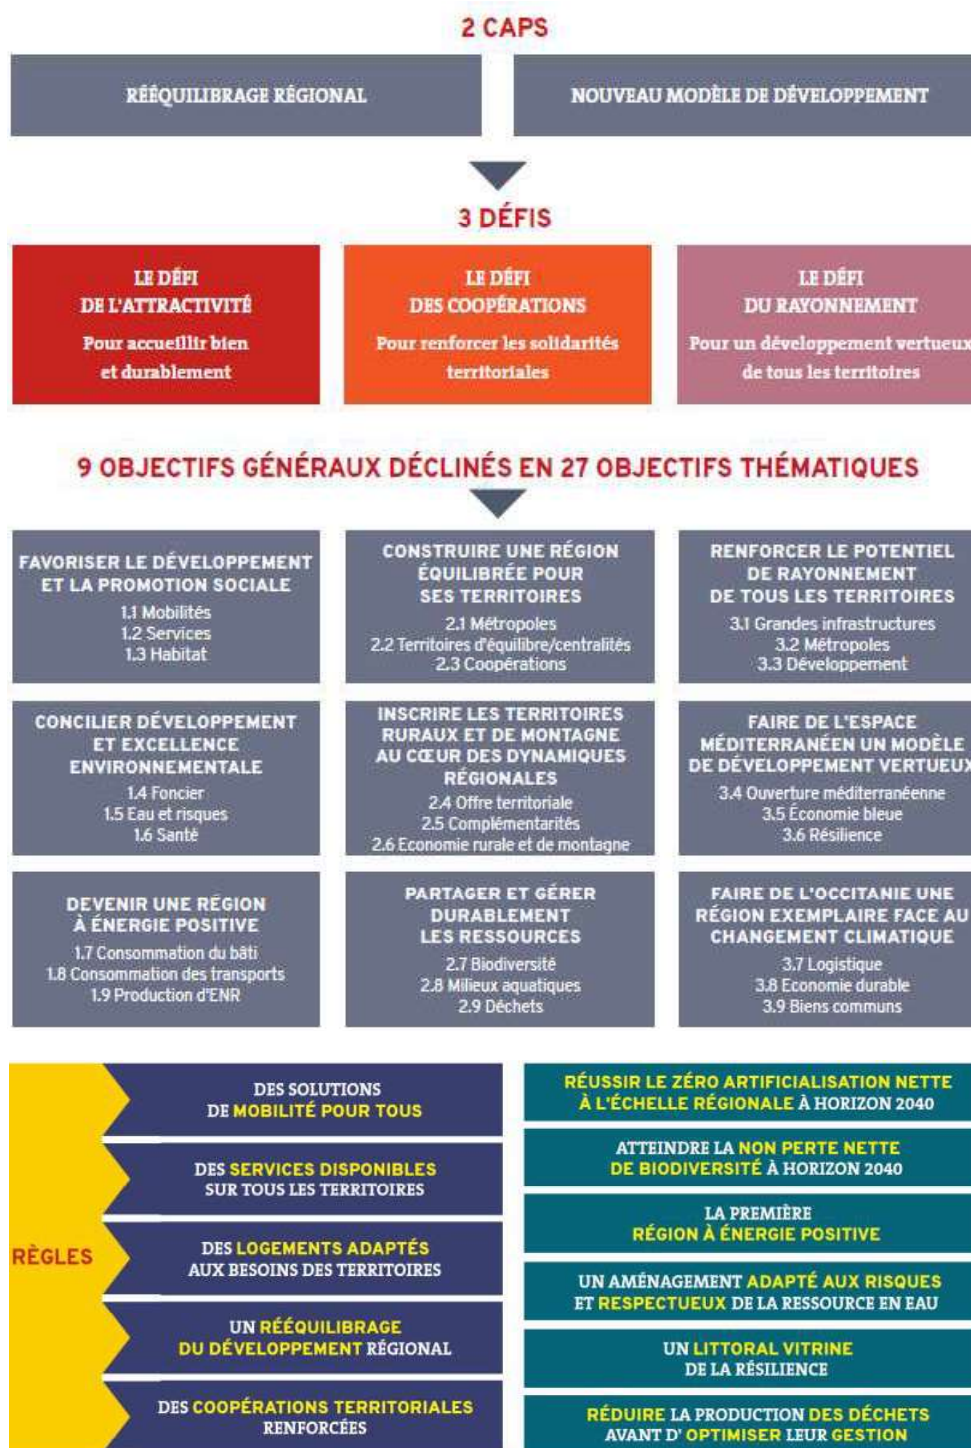 2 CAPS
RÉÉQUILIBRAGE RÉGIONAL
NOUVEAU MODÈLE DE DÉVELOPPEMENT
3 DÉFIS
LE DÉFI
DE L'ATTRACTIVITÉ
Pour accueillir bien
et durablement
LE DÉFI
DES COOPÉRATIONS
Pour renforcer les solidarités
territoriales
LE DÉFI
DU RAYONNEMENT
Pour un développement vertueux
de tous les territoires
9 OBJECTIFS GÉNÉRAUX DÉCLINÉS EN 27 OBJECTIFS THÉMATIQUES
FAVORISER LE DÉVELOPPEMENT
ET LA PROMOTION SOCIALE
1.1 Mobilités
1.2 Services
1.3 Habitat
CONSTRUIRE UNE RÉGION
ÉQUILIBRÉE POUR
SES TERRITOIRES
2.1 Métropoles
2.2 Territoires d'équilibre/centralités
2.3 Coopérations
RENFORCER LE POTENTIEL
DE RAYONNEMENT
DE TOUS LES TERRITOIRES
3.1 Grandes infrastructures
3.2 Métropoles
3.3 Développement
CONCILIER DÉVELOPPEMENT
ET EXCELLENCE
ENVIRONNEMENTALE
1.4 Foncier
1.5 Eau et risques
1.6 Santé
INSCRIRE LES TERRITOIRES
RURAUX ET DE MONTAGNE
AU CŒUR DES DYNAMIQUES
RÉGIONALES
2.4 Offre territoriale
2.5 Complémentarités
2.6 Economie rurale et de montagne
FAIRE DE L'ESPACE
MÉDITERRANÉEN UN MODÈLE
DE DÉVELOPPEMENT VERTUEUX
3.4 Ouverture méditerranéenne
3.5 Économie bleue
3.6 Résilience
DEVENIR UNE RÉGION
À ÉNERGIE POSITIVE
1.7 Consommation du bâti
1.8 Consommation des transports
1.9 Production d'ENR
PARTAGER ET GÉRER
DURABLEMENT
LES RESSOURCES
2.7 Biodiversité
2.8 Milieux aquatiques
2.9 Déchets
FAIRE DE L'OCCITANIE UNE
RÉGION EXEMPLAIRE FACE AU
CHANGEMENT CLIMATIQUE
3.7 Logistique
3.8 Economie durable
3.9 Biens communs
RÈGLES
DES SOLUTIONS
DE MOBILITÉ POUR TOUS
DES SERVICES DISPONIBLES
SUR TOUS LES TERRITOIRES
DES LOGEMENTS ADAPTÉS
AUX BESOINS DES TERRITOIRES
UN RÉÉQUILIBRAGE
DU DÉVELOPPEMENT RÉGIONAL
DES COOPÉRATIONS TERRITORIALES
RENFORCÉES
RÉUSSIR LE ZÉRO ARTIFICIALISATION NETTE
À L'ÉCHELLE RÉGIONALE À HORIZON 2040
ATTEINDRE LA NON PERTE NETTE
DE BIODIVERSITÉ À HORIZON 2040
LA PREMIÈRE
RÉGION À ÉNERGIE POSITIVE
UN AMÉNAGEMENT ADAPTÉ AUX RISQUES
ET RESPECTUEUX DE LA RESSOURCE EN EAU
UN LITTORAL VITRINE
DE LA RÉSILIENCE
RÉDUIRE LA PRODUCTION DES DÉCHETS
AVANT D' OPTIMISER LEUR GESTION